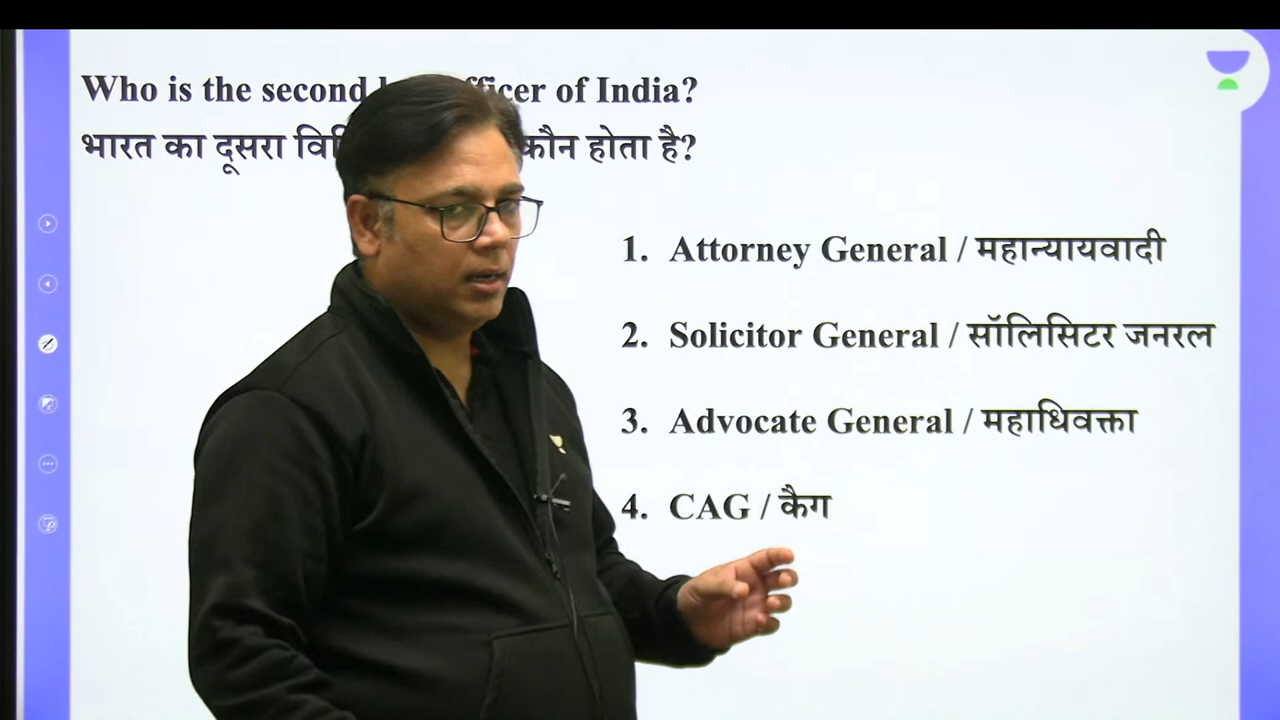 Who is the second officer of India?
भारत का दूसरा कौन होता है?
1. Attorney General / महान्यायवादी
2. Solicitor General / सॉलिसिटर जनरल
3. Advocate General / महाधिवक्ता
4. CAG / कैग